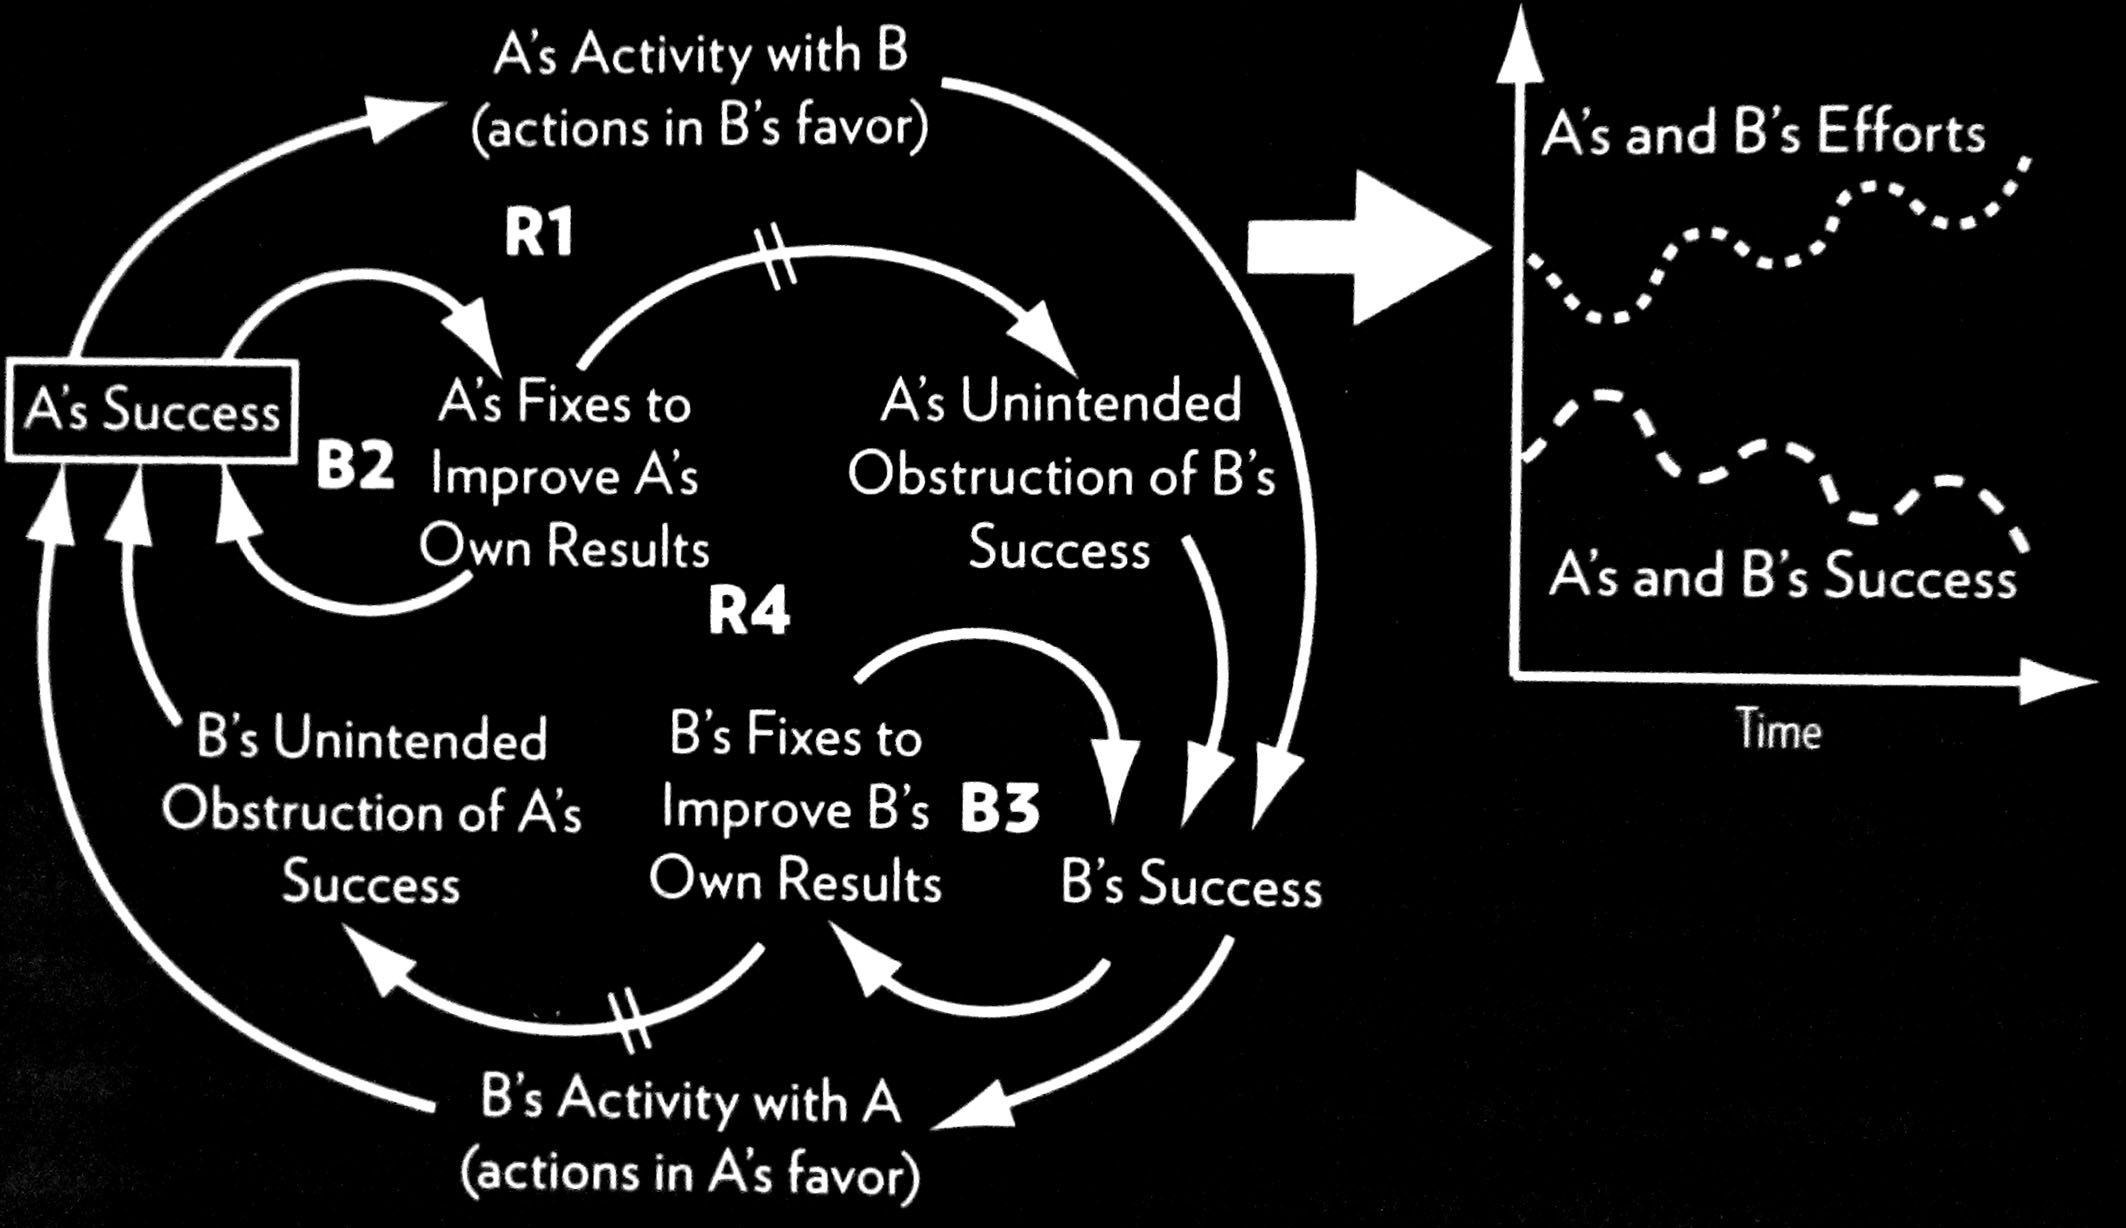 A's Activity with B
(actions in B's favor)
R1
A's Success
B2
A's Fixes to
Improve A's
Own Results
A's Unintended
Obstruction of B's
Success
R4
B's Unintended
Obstruction of A's
Success
B's Fixes to
Improve B's
Own Results
B3
B's Success
B's Activity with A
(actions in A's favor)
A's and B's Efforts
A's and B's Success
Time